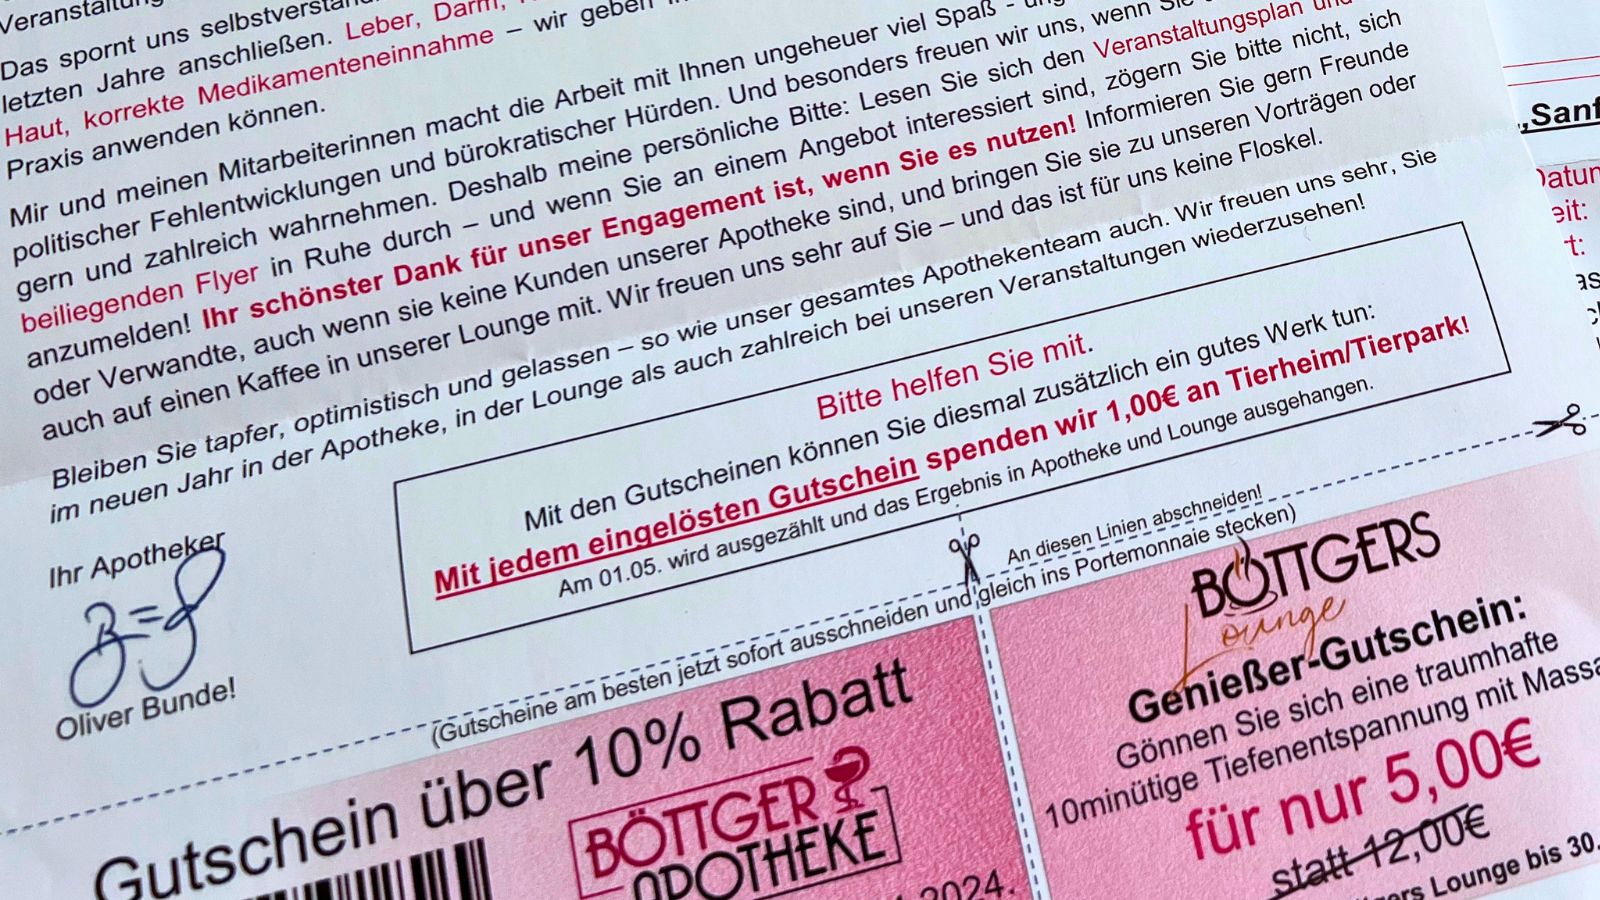 Das spornt uns
letzten Jahre anschließen. Leber, Darm,
Haut, korrekte Medikamenteneinnahme – wir geben
Praxis anwenden können.
Mir und meinen Mitarbeiterinnen macht die Arbeit mit Ihnen ungeheuer viel Spaß -
politischer Fehlentwicklungen und bürokratischer Hürden. Und besonders freuen wir uns, wenn Sie
gern und zahlreich wahrnehmen. Deshalb meine persönliche Bitte: Lesen Sie sich den Veranstaltungsplan und
beiliegenden Flyer in Ruhe durch – und wenn Sie an einem Angebot interessiert sind, zögern Sie bitte nicht, sich
anzumelden! Ihr schönster Dank für unser Engagement ist, wenn Sie es nutzen! Informieren Sie gern Freunde
oder Verwandte, auch wenn sie keine Kunden unserer Apotheke sind, und bringen Sie sie zu unseren Vorträgen oder
auch auf einen Kaffee in unserer Lounge mit. Wir freuen uns sehr auf Sie – und das ist für uns keine Floskel.
Bleiben Sie tapfer, optimistisch und gelassen – so wie unser gesamtes Apothekenteam auch. Wir freuen uns sehr, Sie
im neuen Jahr in der Apotheke, in der Lounge als auch zahlreich bei unseren Veranstaltungen wiederzusehen!
Ihr Apotheker
Oliver Bunde!
Bitte helfen Sie mit.
Mit den Gutscheinen können Sie diesmal zusätzlich ein gutes Werk tun:
Mit jedem eingelösten Gutschein spenden wir 1,00€ an Tierheim/Tierpark!
Am 01.05. wird ausgezählt und das Ergebnis in Apotheke und Lounge ausgehangen.
An diesen Linien abschneiden!
(Gutscheine am besten jetzt sofort ausschneiden und gleich ins Portemonnaie stecken)
Gutschein über 10% Rabatt
BÖTTGER
APOTHEKE
2024.
BÖTTGERS
Lounge
Genießer-Gutschein:
Gönnen Sie sich eine traumhafte
10minütige Tiefenentspannung mit
für nur 5,00€
statt 12,00€
Lounge bis 30.